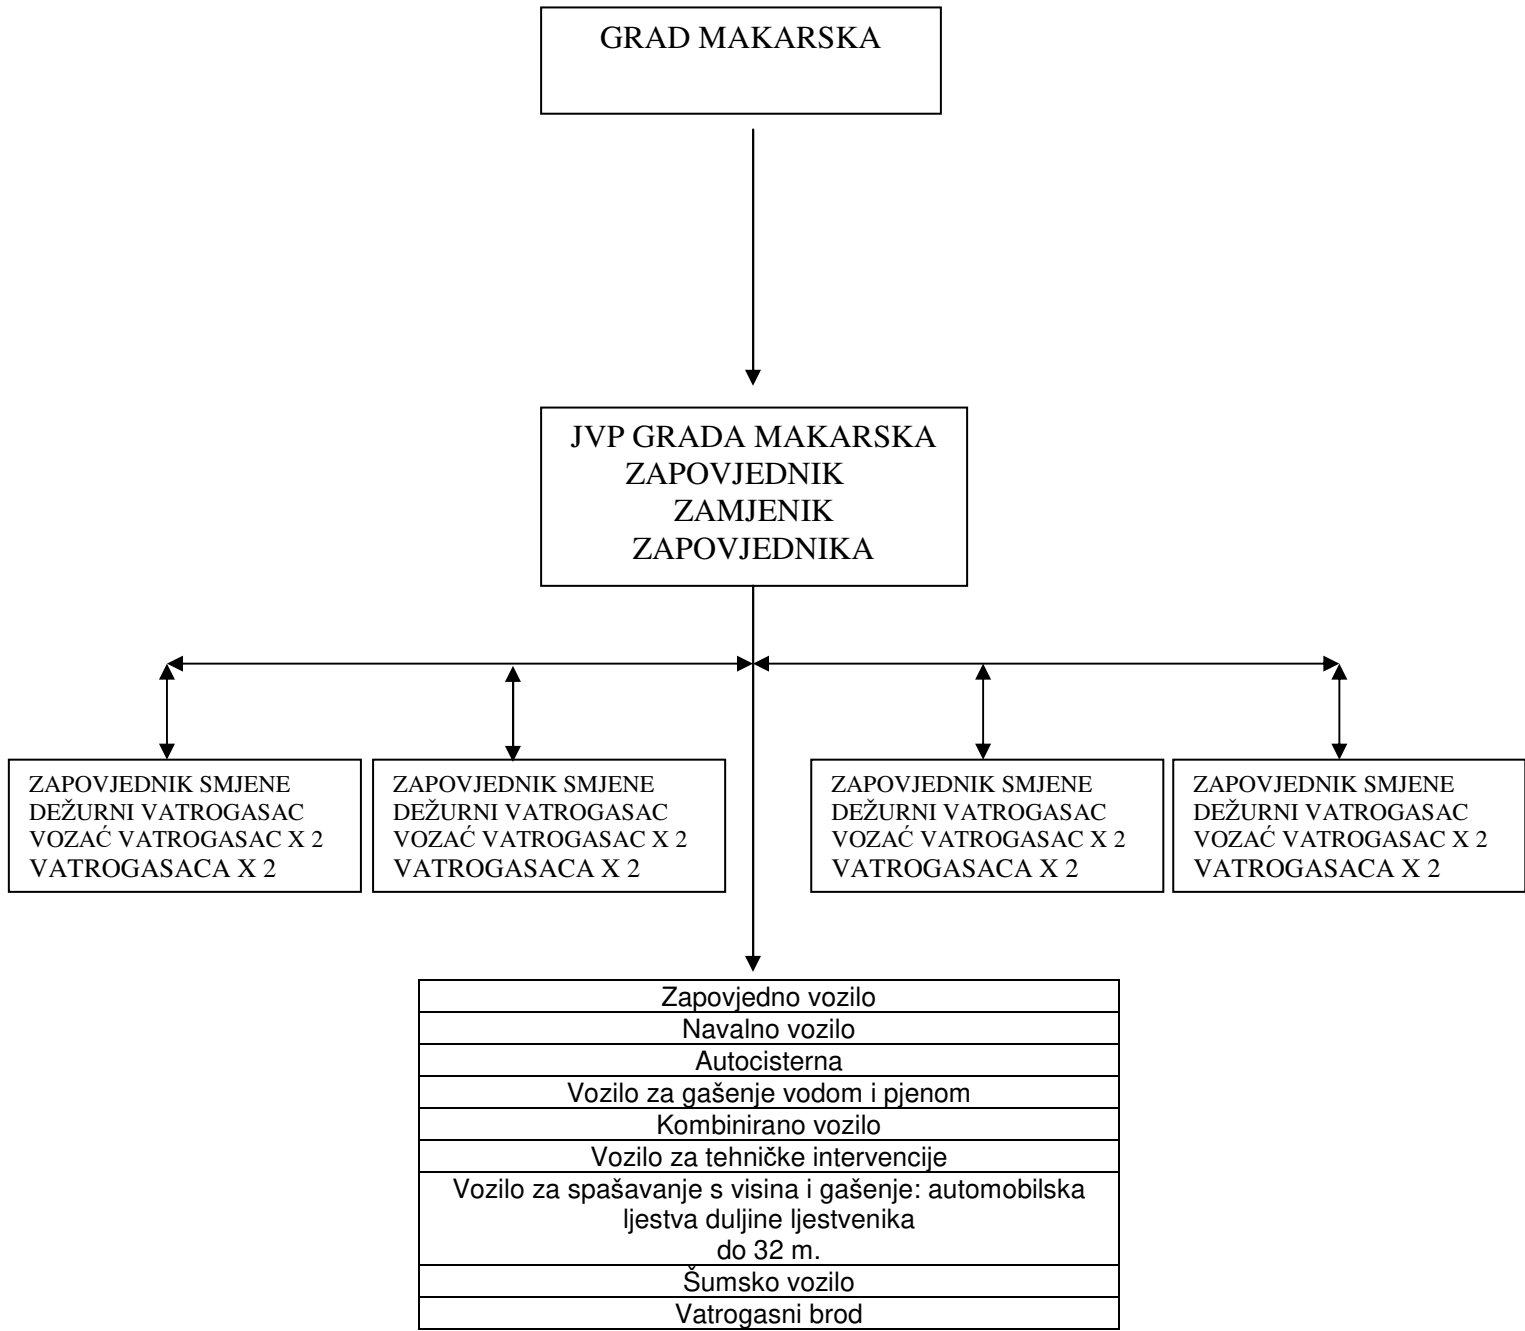 GRAD MAKARSKA
JVP GRADA MAKARSKA
ZAPOVJEDNIK
ZAMJENIK
ZAPOVJEDNIKA
ZAPOVJEDNIK SMJENE
DEŽURNI VATROGASAC
VOZAĆ VATROGASAC X 2
VATROGASACA X 2
ZAPOVJEDNIK SMJENE
DEŽURNI VATROGASAC
VOZAĆ VATROGASAC X 2
VATROGASACA X 2
ZAPOVJEDNIK SMJENE
DEŽURNI VATROGASAC
VOZAĆ VATROGASAC X 2
VATROGASACA X 2
ZAPOVJEDNIK SMJENE
DEŽURNI VATROGASAC
VOZAĆ VATROGASAC X 2
VATROGASACA X 2
Zapovjedno vozilo
Navalno vozilo
Autocisterna
Vozilo za gašenje vodom i pjenom
Kombinirano vozilo
Vozilo za tehničke intervencije
Vozilo za spašavanje s visina i gašenje: automobilska
ljestva duljine ljestvenika
do 32 m.
Šumsko vozilo
Vatrogasni brod